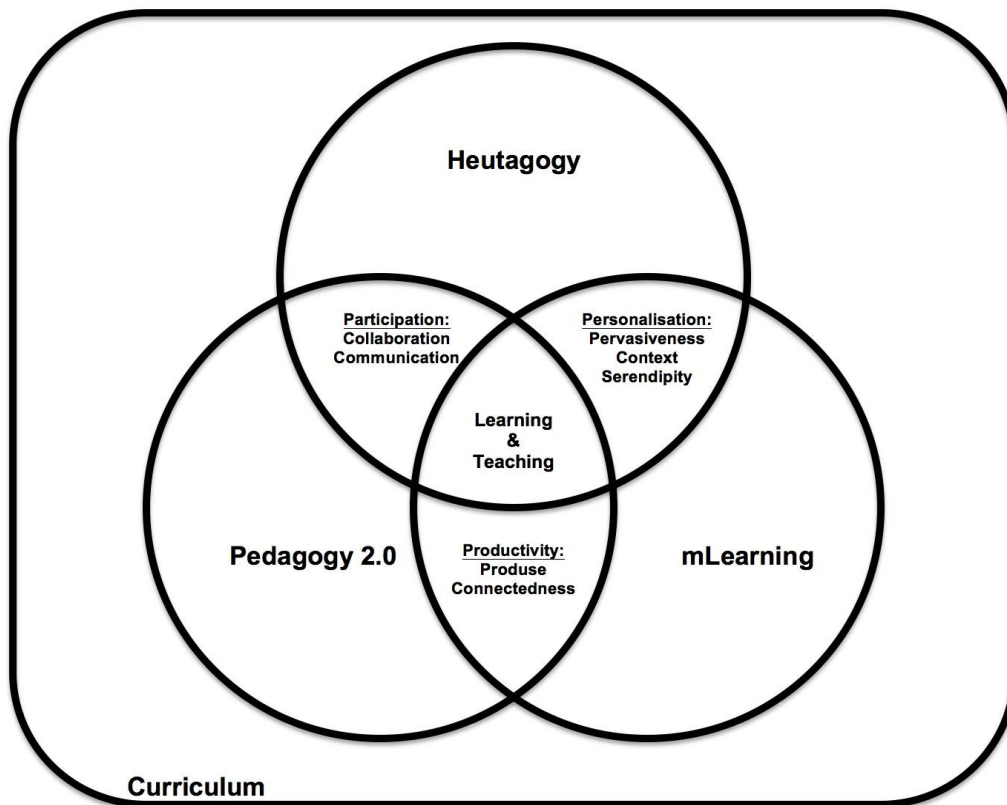 Heutagogy
Participation:
Collaboration
Communication
Personalisation:
Pervasiveness
Context
Serendipity
Learning
&
Teaching
Pedagogy 2.0
Productivity:
Produse
Connectedness
mLearning
Curriculum